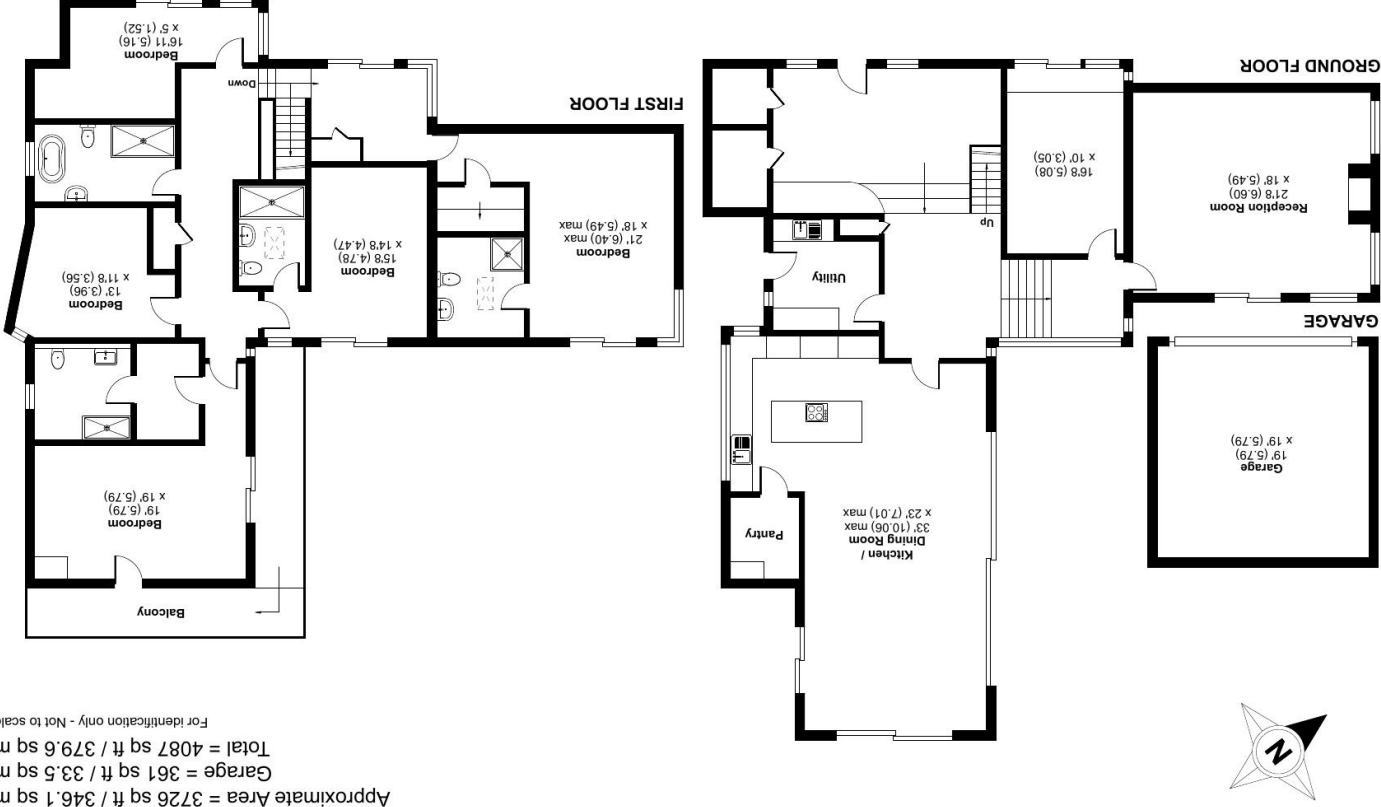 Approximate Area = 3726 sq ft / 346.1 sq m
Garage = 361 sq ft / 33.5 sq m
Total = 4087 sq ft / 379.6 sq m
For identification only - Not to scale
N
Balcony
Bedroom
19' (5.79)
x 19' (5.79)
Bedroom
13' (3.96)
x 11'8 (3.56)
Bedroom
15'8 (4.78)
x 14'8 (4.47)
Bedroom
21' (6.40) max
x 18' (5.49) max
Down
Bedroom
16'11 (5.16)
x 5' (1.52)
FIRST FLOOR
Kitchen /
Dining Room
33' (10.06) max
x 23' (7.01) max
Pantry
Utility
Up
16'8 (5.08)
x 10' (3.05)
Reception Room
21'8 (6.60)
x 18' (5.49)
GROUND FLOOR
Garage
19' (5.79)
x 19' (5.79)
GARAGE